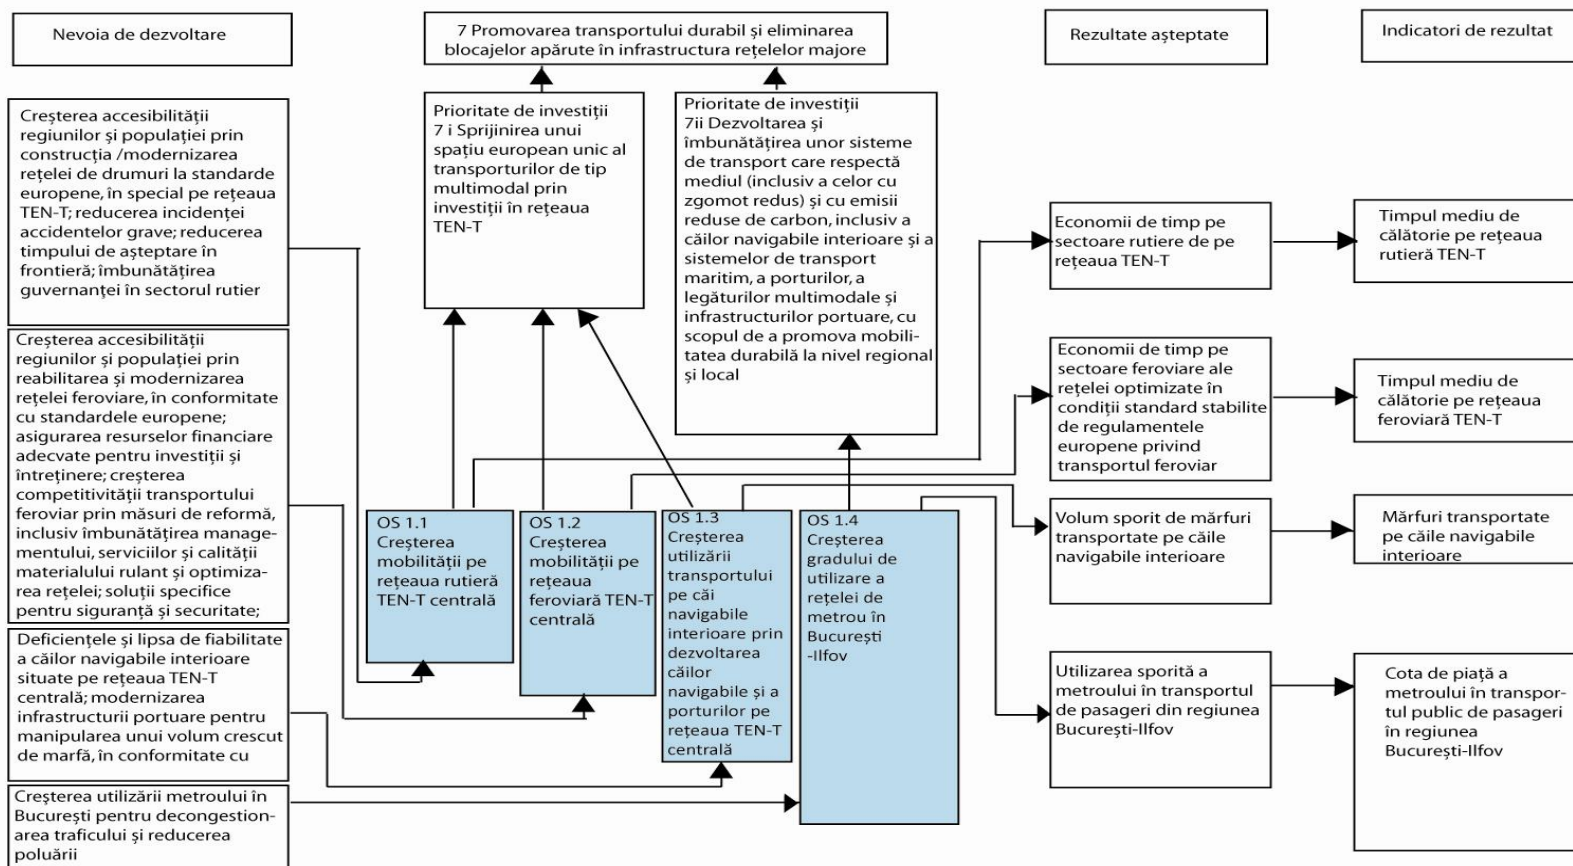 Nevoia de dezvoltare
7 Promovarea transportului durabil și eliminarea
blocajelor apărute în infrastructura rețelelor majore
Rezultate așteptate
Indicatori de rezultat
Creșterea accesibilității
regiunilor și populației prin
construcția /modernizarea
rețelei de drumuri la standarde
europene, în special pe rețeaua
TEN-T; reducerea incidenței
accidentelor grave; reducerea
timpului de așteptare în
frontieră; îmbunătățirea
guvernanței în sectorul rutier
Creșterea accesibilității
regiunilor și populației prin
reabilitarea și modernizarea
rețelei feroviare, în conformitate
cu standardele europene;
asigurarea resurselor financiare
adecvate pentru investiții și
întreținere; creșterea
competitivității transportului
feroviar prin măsuri de reformă,
inclusiv îmbunătățirea manage-
mentului, serviciilor și calității
materialului rulant și optimiza-
rea rețelei; soluții specifice
pentru siguranță și securitate;
Deficiențele și lipsa de fiabilitate
a căilor navigabile interioare
situate pe rețeaua TEN-T
centrală; modernizarea
infrastructurii portuare pentru
manipularea unui volum crescut
de marfă, în conformitate cu
Creșterea utilizării metroului în
București pentru decongestion-
area traficului și reducerea
poluării
Prioritate de investiții
7 i Sprijinirea unui
spațiu european unic al
transporturilor de tip
multimodal prin
investiții în rețeaua
TEN-T
Prioritate de investiții
7ii Dezvoltarea și
îmbunătățirea unor sisteme
de transport care respectă
mediul (inclusiv a celor cu
zgomot redus) și cu emisii
reduse de carbon, inclusiv a
căilor navigabile interioare și a
sistemelor de transport
maritim, a porturilor, a
legăturilor multimodale și
infrastructurilor portuare, cu
scopul de a promova mobili-
tatea durabilă la nivel regional
și local
OS 1.1
Creșterea
mobilității pe
rețeaua rutieră
TEN-T centrală
OS 1.2
Creșterea
mobilității pe
rețeaua
feroviară TEN-T
centrală
OS 1.3
Creșterea
utilizării
transportului
pe căi
navigabile
interioare prin
dezvoltarea
căilor
navigabile și a
porturilor pe
rețeaua TEN-T
centrală
OS 1.4
Creșterea
gradului de
utilizare a
rețelei de
metrou în
București
-Ilfov
Economii de timp pe
sectoare rutiere de pe
rețeaua TEN-T
Economii de timp pe
sectoare feroviare ale
rețelei optimizate în
condiții standard stabilite
de regulamentele
europene privind
transportul feroviar
Volum sporit de mărfuri
transportate pe căile
navigabile interioare
Utilizarea sporită a
metroului în transportul
de pasageri din regiunea
București-Ilfov
Timpul mediu de
călătorie pe rețeaua
rutieră TEN-T
Timpul mediu de
călătorie pe rețeaua
feroviară TEN-T
Mărfuri transportate
pe căile navigabile
interioare
Cota de piață a
metroului în transpor-
tul public de pasageri
în regiunea
București-Ilfov